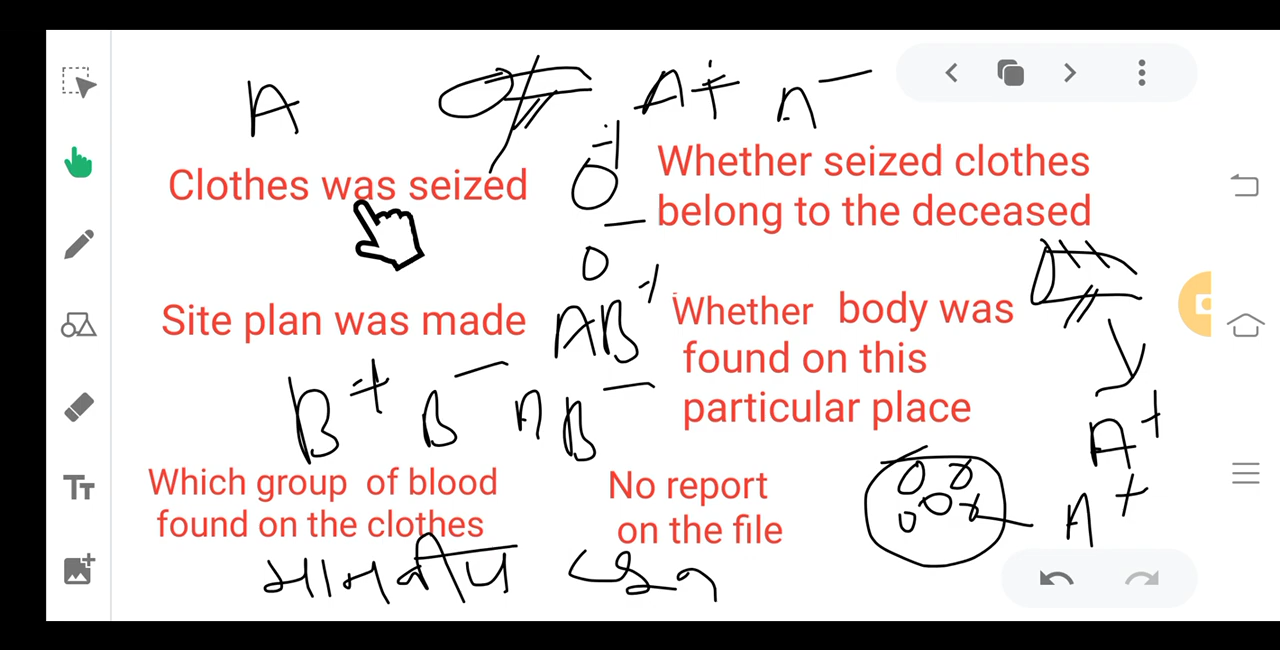 A A+ A-
O+
Clothes was seized
Whether seized clothes
belong to the deceased
O-
Site plan was made
AB+
Whether body was
found on this
particular place
B+ B- AB-
A+
Which group of blood
found on the clothes
No report
on the file
A+
TT